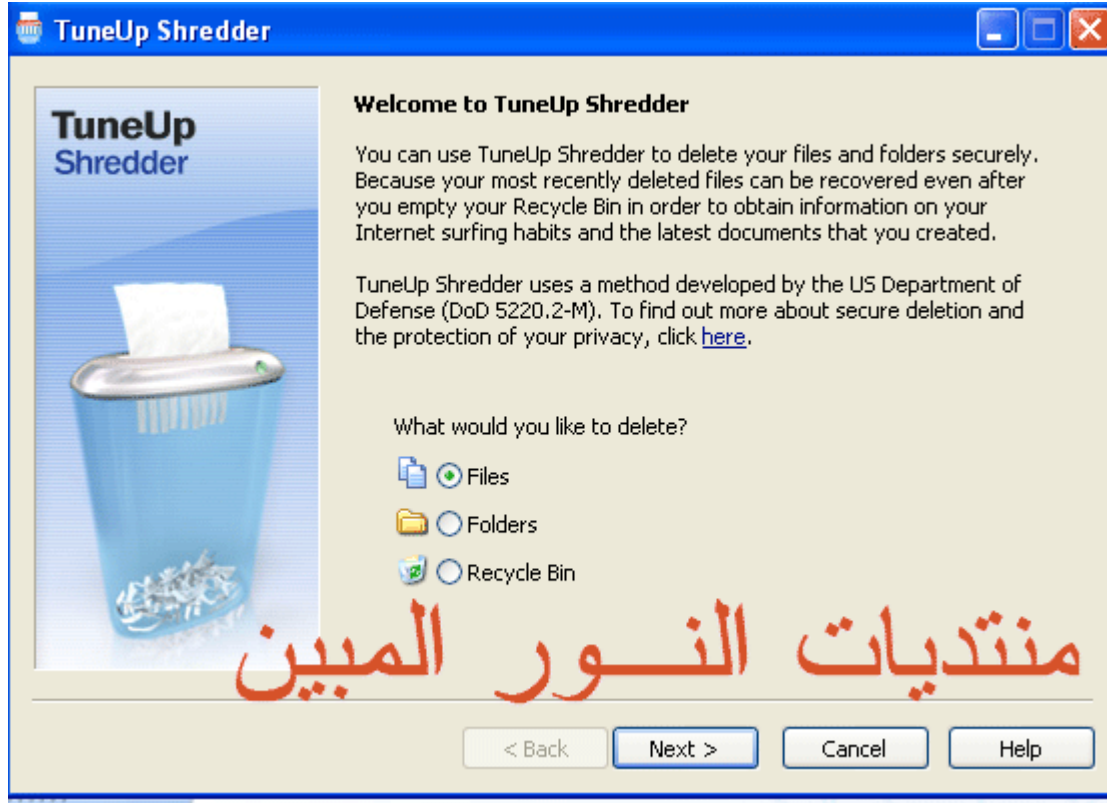 TuneUp Shredder
TuneUp
Shredder
Welcome to TuneUp Shredder
You can use TuneUp Shredder to delete your files and folders securely.
Because your most recently deleted files can be recovered even after
you empty your Recycle Bin in order to obtain information on your
Internet surfing habits and the latest documents that you created.
TuneUp Shredder uses a method developed by the US Department of
Defense (DoD 5220.2-M). To find out more about secure deletion and
the protection of your privacy, click here.
What would you like to delete?
Files
Folders
Recycle Bin
منتديات النـــور المبين
< Back Next > Cancel Help